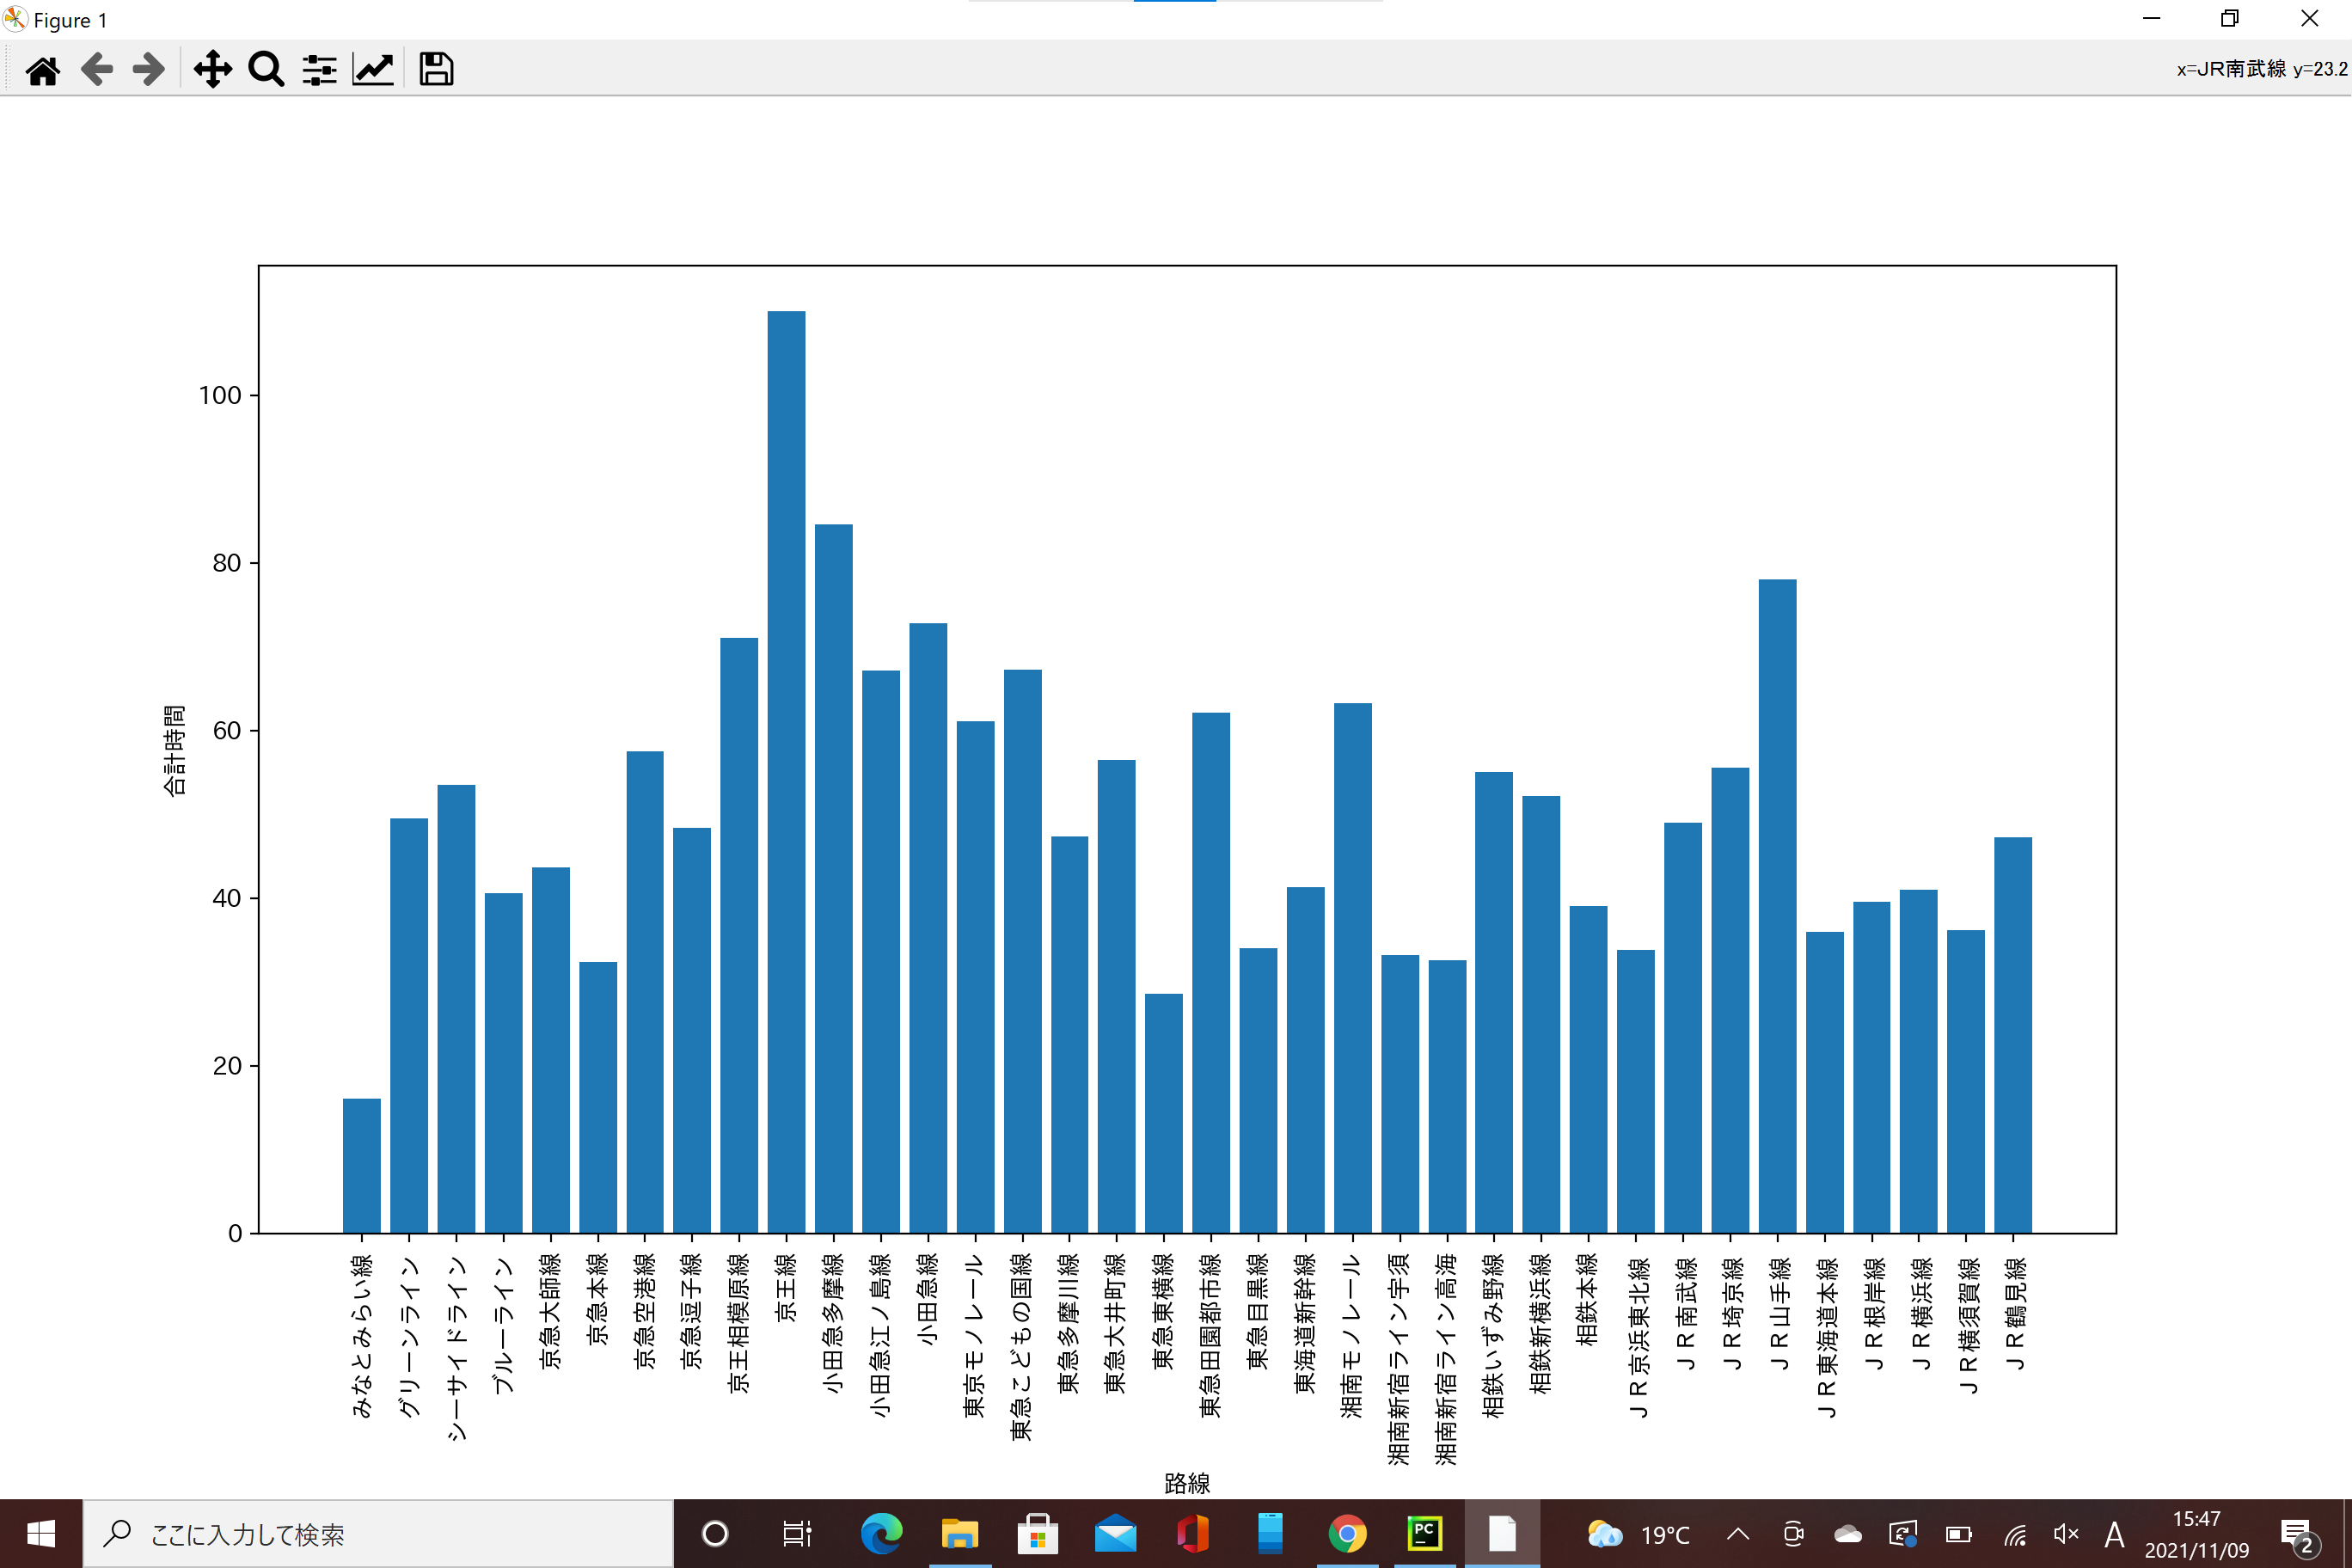 Figure 1
x=JR南武線 y=23.2
合計時間
100
80
60
40
20
0
みなとみらい線
グリーンライン
シーサイドライン
ブルーライン
京急大師線
京急本線
京急空港線
京急逗子線
京王相模原線
京王線
小田急多摩線
小田急江ノ島線
小田急線
東京モノレール
東急こどもの国線
東急多摩川線
東急大井町線
東急東横線
東急田園都市線
東急目黒線
東海道新幹線
湘南モノレール
湘南新宿ライン宇須
湘南新宿ライン高海
相鉄いずみ野線
相鉄新横浜線
相鉄本線
ＪＲ京浜東北線
ＪＲ南武線
ＪＲ埼京線
ＪＲ山手線
ＪＲ東海道本線
ＪＲ根岸線
ＪＲ横浜線
ＪＲ横須賀線
ＪＲ鶴見線
路線
ここに入力して検索
PC
19°C
A
15:47
2021/11/09
2